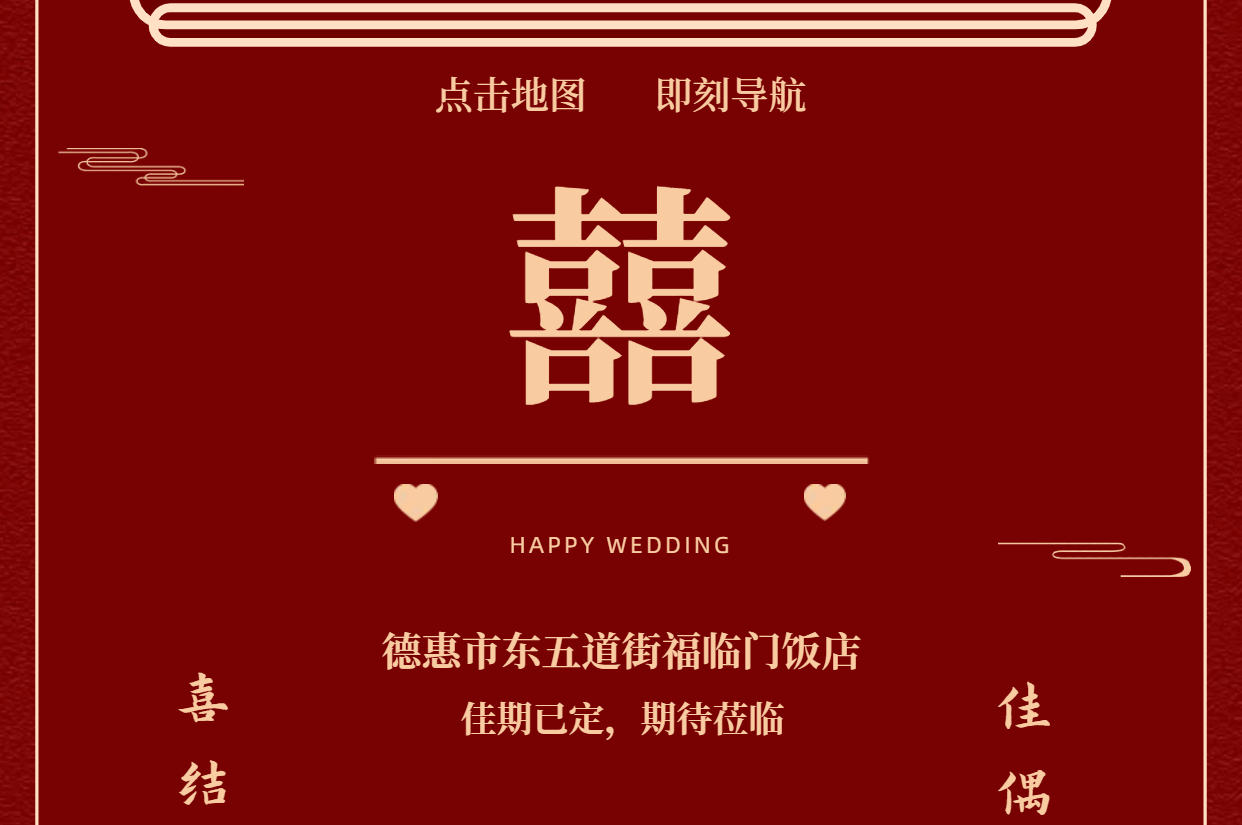 点击地图 即刻导航
囍
HAPPY WEDDING
德惠市东五道街福临门饭店
佳期已定，期待莅临
喜结
佳偶